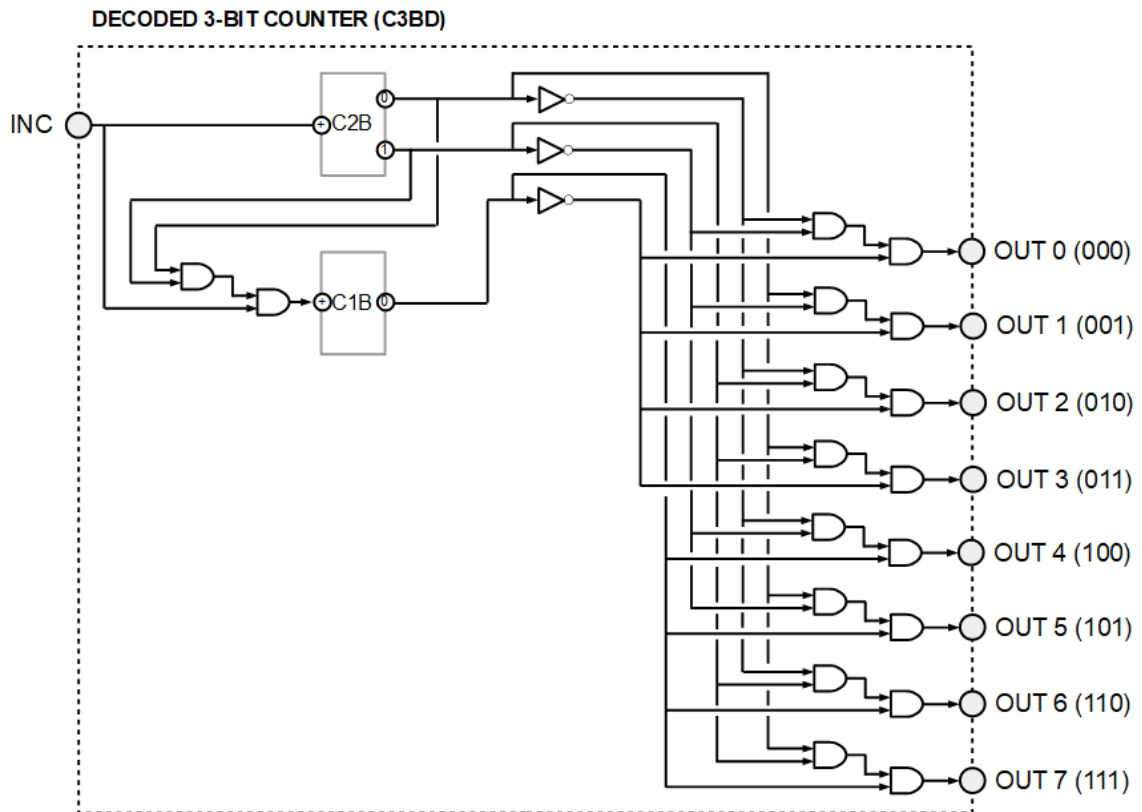 DECODED 3-BIT COUNTER (C3BD)
INC
+ C2B 0
1
+ C1B 0
OUT 0 (000)
OUT 1 (001)
OUT 2 (010)
OUT 3 (011)
OUT 4 (100)
OUT 5 (101)
OUT 6 (110)
OUT 7 (111)